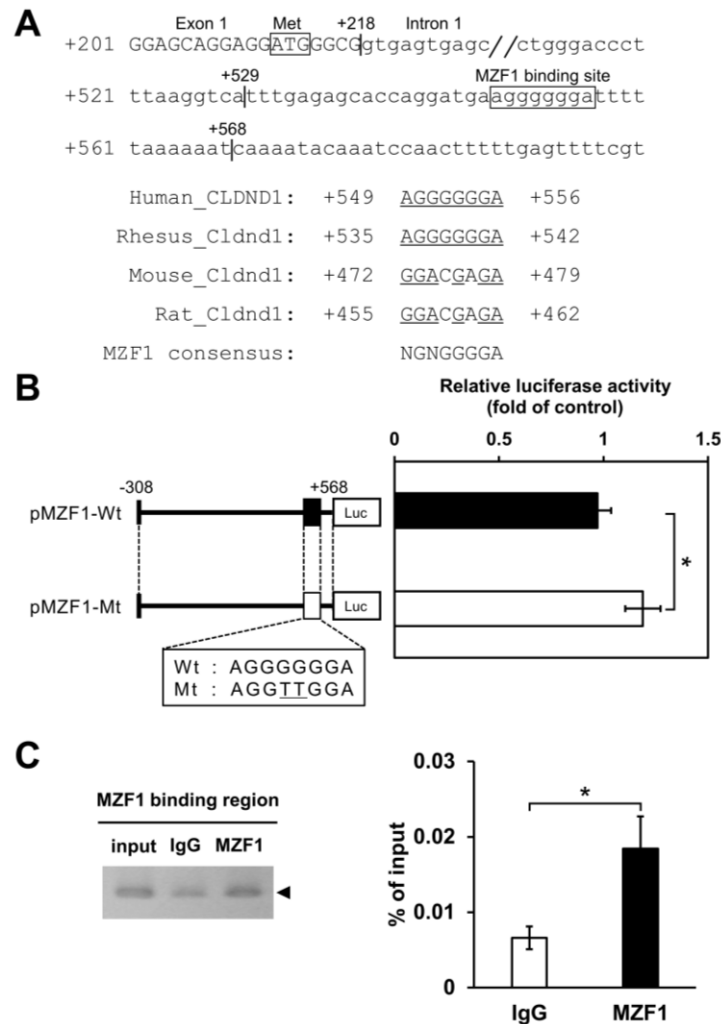 A
Exon 1 Met +218 Intron 1
+201 GGAGCAGGAGGATGGGCGgtgagtgagc//ctgggaccct
+529 MZF1 binding site
+521 ttaaggtcatttgagagcaccaggatgaaggggggatttt
+568
+561 taaaaaatcaaaatacaaatccaactttttgagttttcgt
Human_CLDND1: +549 AGGGGGGA +556
Rhesus_Cldnd1: +535 AGGGGGGA +542
Mouse_Cldnd1: +472 GGACGAGA +479
Rat_Cldnd1: +455 GGACGAGA +462
MZF1 consensus: NGNGGGGA
B
Relative luciferase activity
(fold of control)
0 0.5 1 1.5
-308 +568
pMZF1-Wt Luc
*
pMZF1-Mt Luc
Wt : AGGGGGGA
Mt : AGGTTGGA
C
MZF1 binding region
input IgG MZF1
% of input
0.03
0.02
0.01
0
*
IgG MZF1